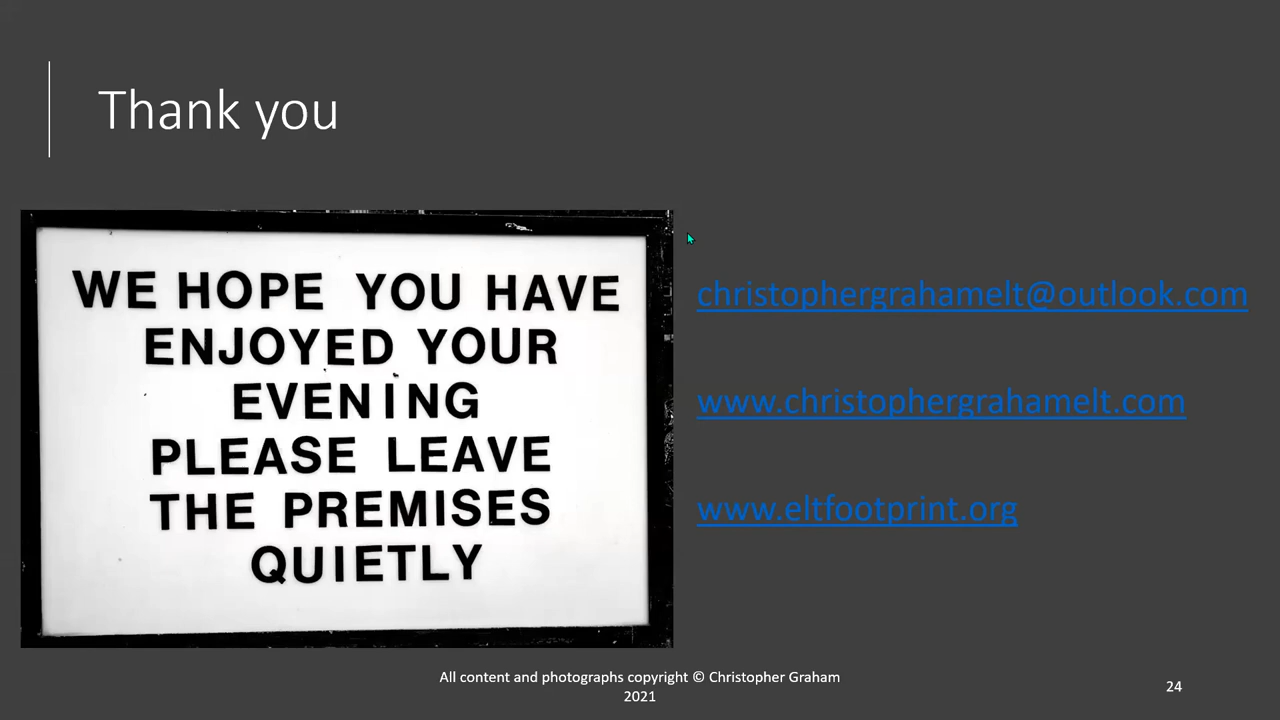 Thank you
WE HOPE YOU HAVE
ENJOYED YOUR
EVENING
PLEASE LEAVE
THE PREMISES
QUIETLY
christophergrahamelt@outlook.com
www.christophergrahamelt.com
www.eltfootprint.org
All content and photographs copyright © Christopher Graham
2021
24